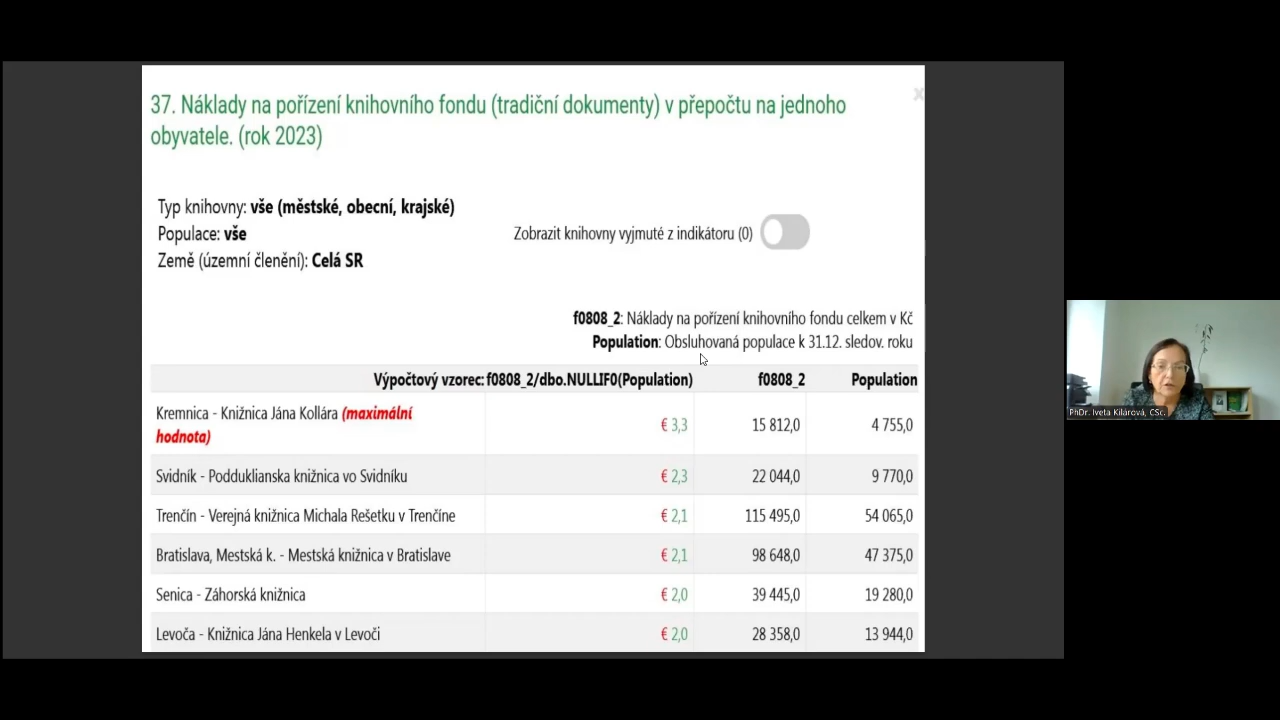 37. Náklady na pořízení knihovního fondu (tradiční dokumenty) v přepočtu na jednoho
obyvatele. (rok 2023)
Typ knihovny: vše (městské, obecní, krajské)
Populace: vše
Země (územní členění): Celá SR
Zobrazit knihovny vyjmuté z indikátoru (0)
f0808_2: Náklady na pořízení knihovního fondu celkem v Kč
Population: Obsluhovaná populace k 31.12. sledov. roku
Výpočtový vzorec: f0808_2/dbo.NULLIF0(Population) f0808_2 Population
Kremnica - Knižnica Jána Kollára (maximální
hodnota) € 3,3 15 812,0 4 755,0
Svidník - Podduklianska knižnica vo Svidníku € 2,3 22 044,0 9 770,0
Trenčín - Verejná knižnica Michala Rešetku v Trenčíne € 2,1 115 495,0 54 065,0
Bratislava, Mestská k. - Mestská knižnica v Bratislave € 2,1 98 648,0 47 375,0
Senica - Záhorská knižnica € 2,0 39 445,0 19 280,0
Levoča - Knižnica Jána Henkela v Levoči € 2,0 28 358,0 13 944,0
PhDr. Iveta Kilárová, CSc.